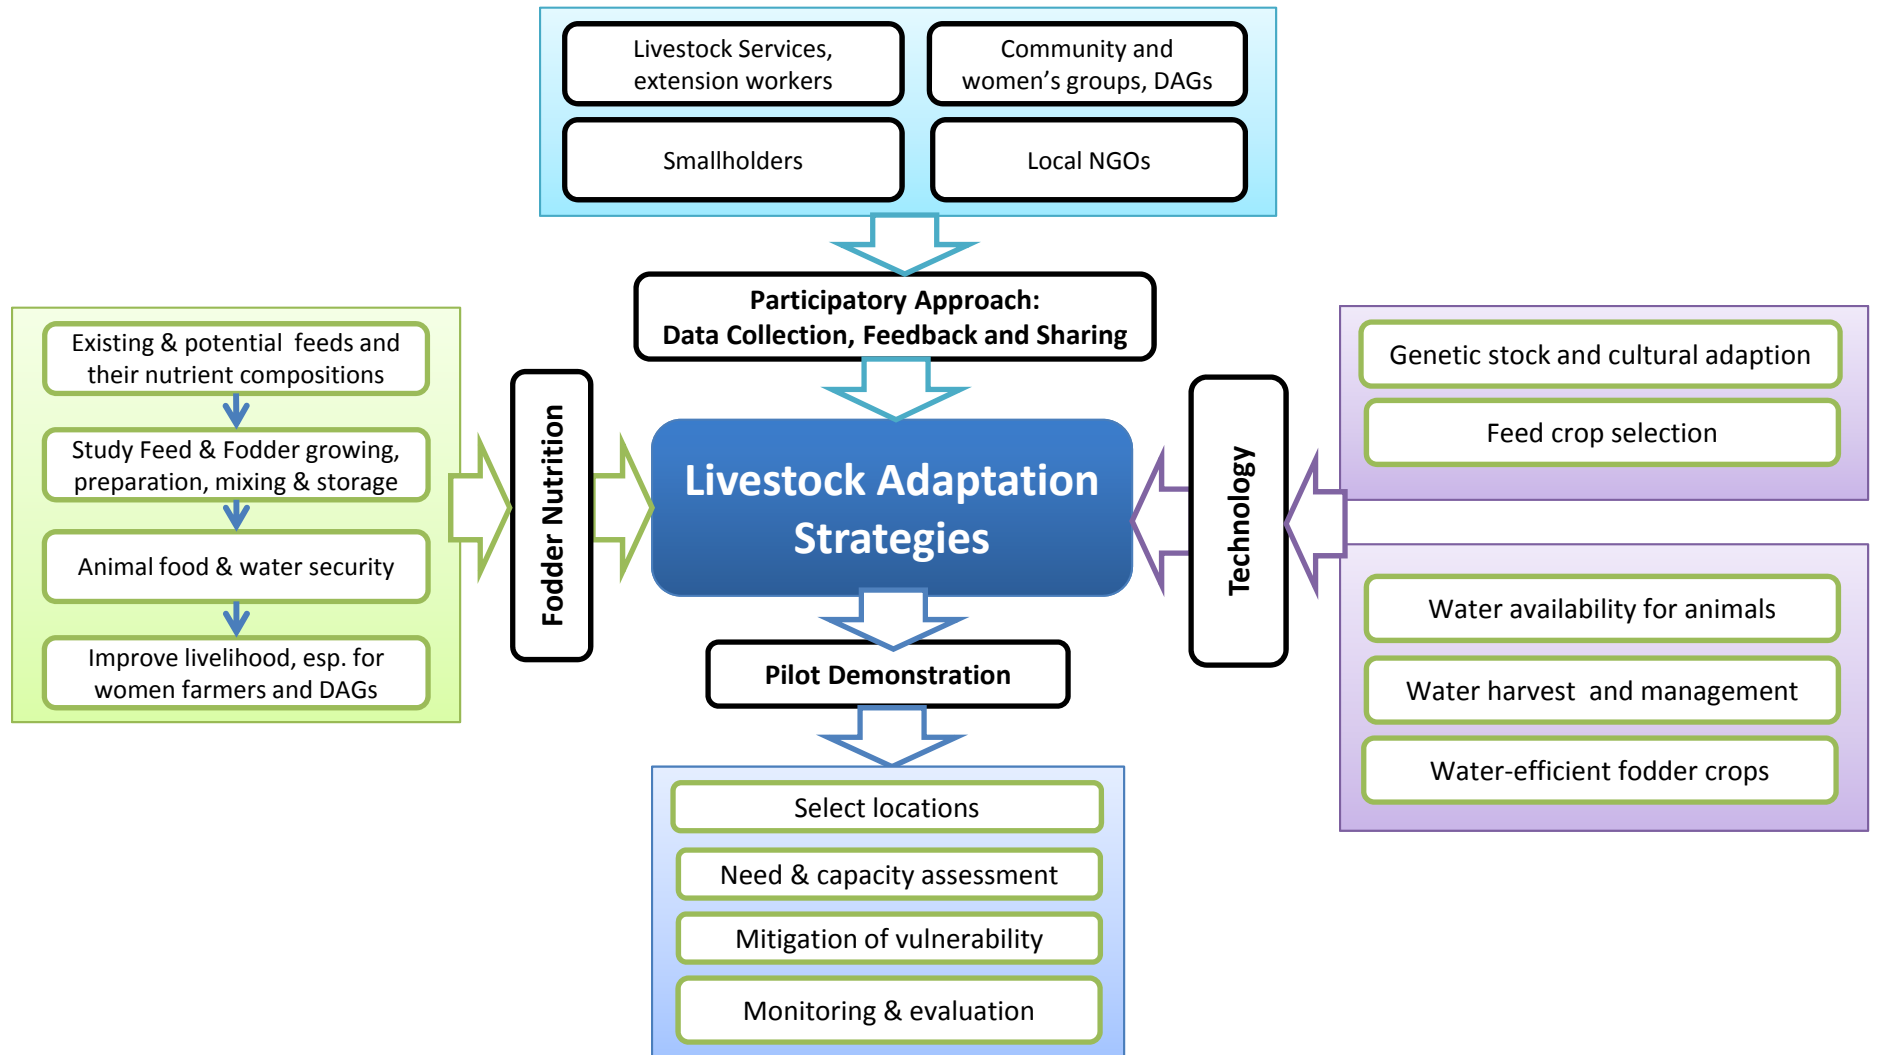 Livestock Services,
extension workers
Community and
women's groups, DAGs
Smallholders
Local NGOs
Participatory Approach:
Data Collection, Feedback and Sharing
Existing & potential feeds and
their nutrient compositions
Study Feed & Fodder growing,
preparation, mixing & storage
Animal food & water security
Improve livelihood, esp. for
women farmers and DAGs
Fodder Nutrition
Livestock Adaptation
Strategies
Technology
Genetic stock and cultural adaption
Feed crop selection
Water availability for animals
Water harvest and management
Water-efficient fodder crops
Pilot Demonstration
Select locations
Need & capacity assessment
Mitigation of vulnerability
Monitoring & evaluation